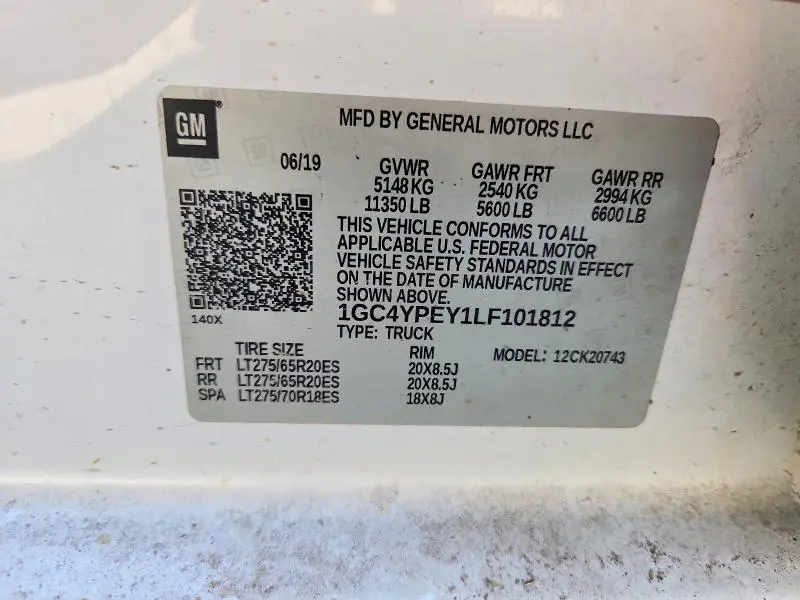 GM
MFD BY GENERAL MOTORS LLC
06/19 GVWR GAWR FRT GAWR RR
5148 KG 2540 KG 2994 KG
11350 LB 5600 LB 6600 LB
THIS VEHICLE CONFORMS TO ALL
APPLICABLE U.S. FEDERAL MOTOR
VEHICLE SAFETY STANDARDS IN EFFECT
ON THE DATE OF MANUFACTURE
SHOWN ABOVE.
140X
1GC4YPEY1LF101812
TYPE: TRUCK
TIRE SIZE RIM MODEL: 12CK20743
FRT LT275/65R20ES 20X8.5J
RR LT275/65R20ES 20X8.5J
SPA LT275/70R18ES 18X8J